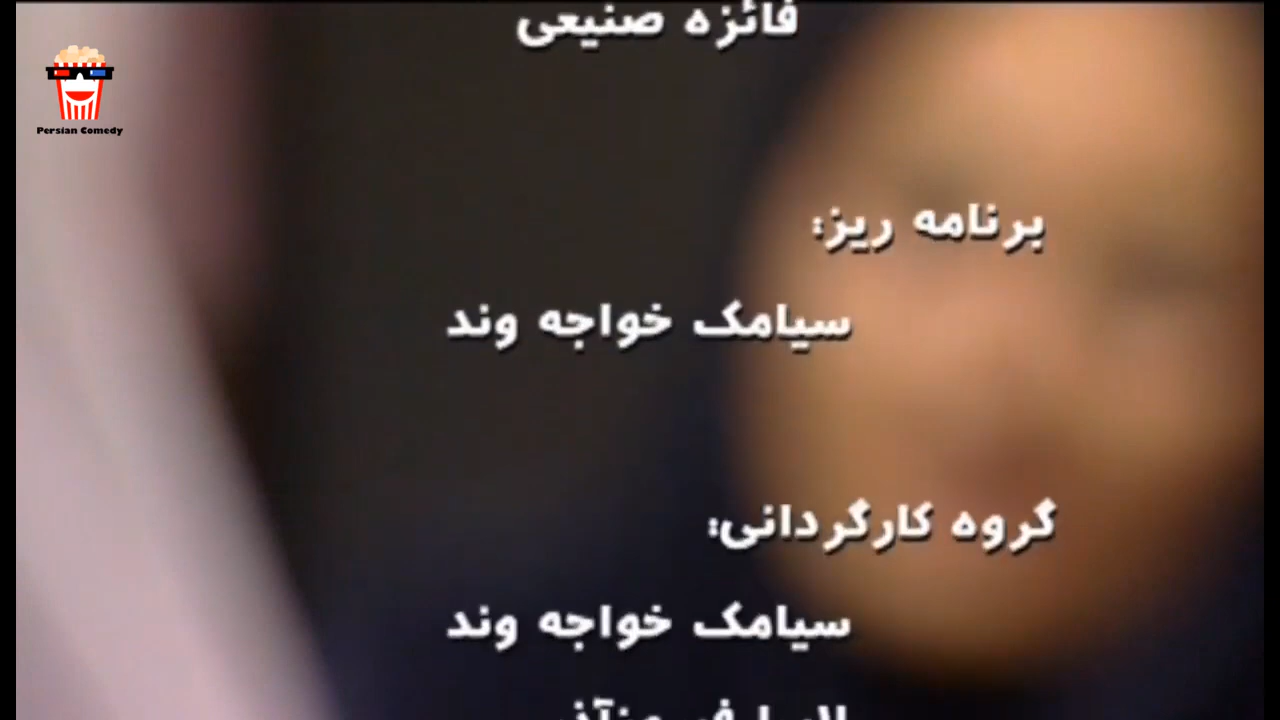 فائزه صنیعی
Persian Comedy
برنامه ریز:
سیامک خواجه وند
گروه کارگردانی:
سیامک خواجه وند